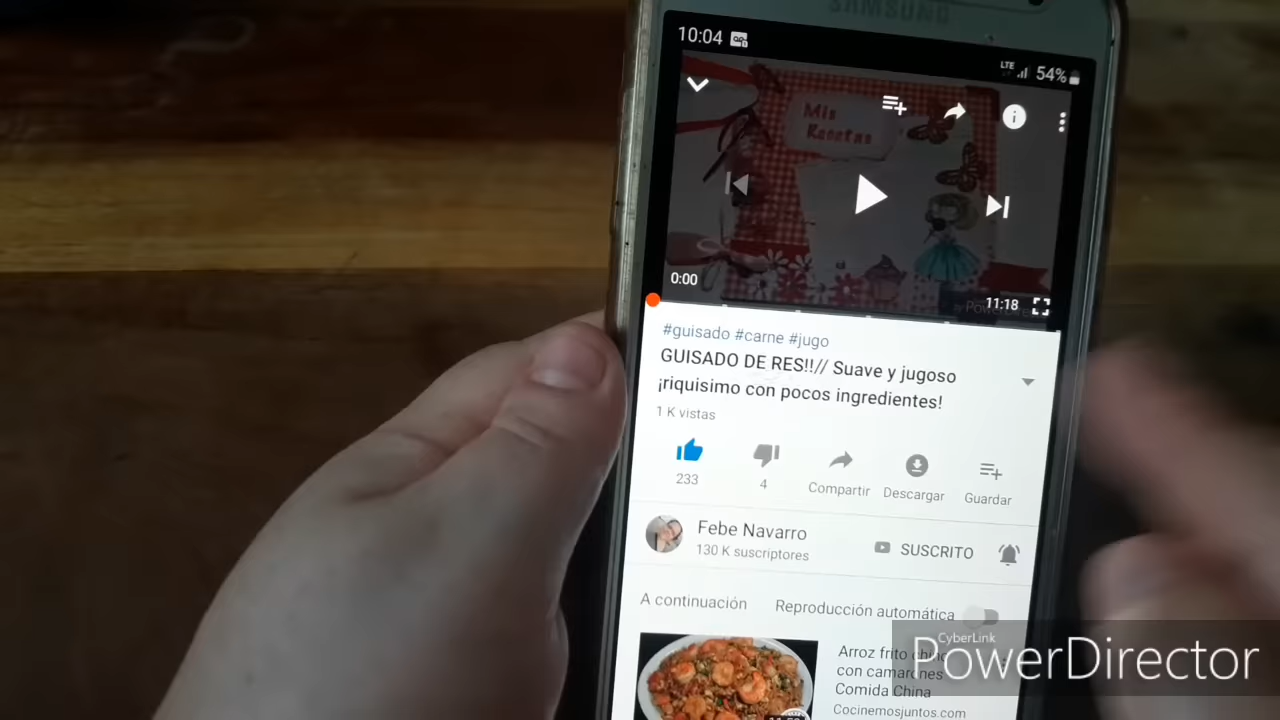 SAMSUNG
10:04
LTE
54%
Mis
Recetas
0:00
11:18
#guisado #carne #jugo
GUISADO DE RES!!// Suave y jugoso
¡riquisimo con pocos ingredientes!
1 K vistas
233
4
Compartir
Descargar
Guardar
Febe Navarro
130 K suscriptores
SUSCRITO
A continuación
Reproducción automática
Arroz frito
con camarones
Comida China
Cocinemosjuntos.com
CyberLink
PowerDirector